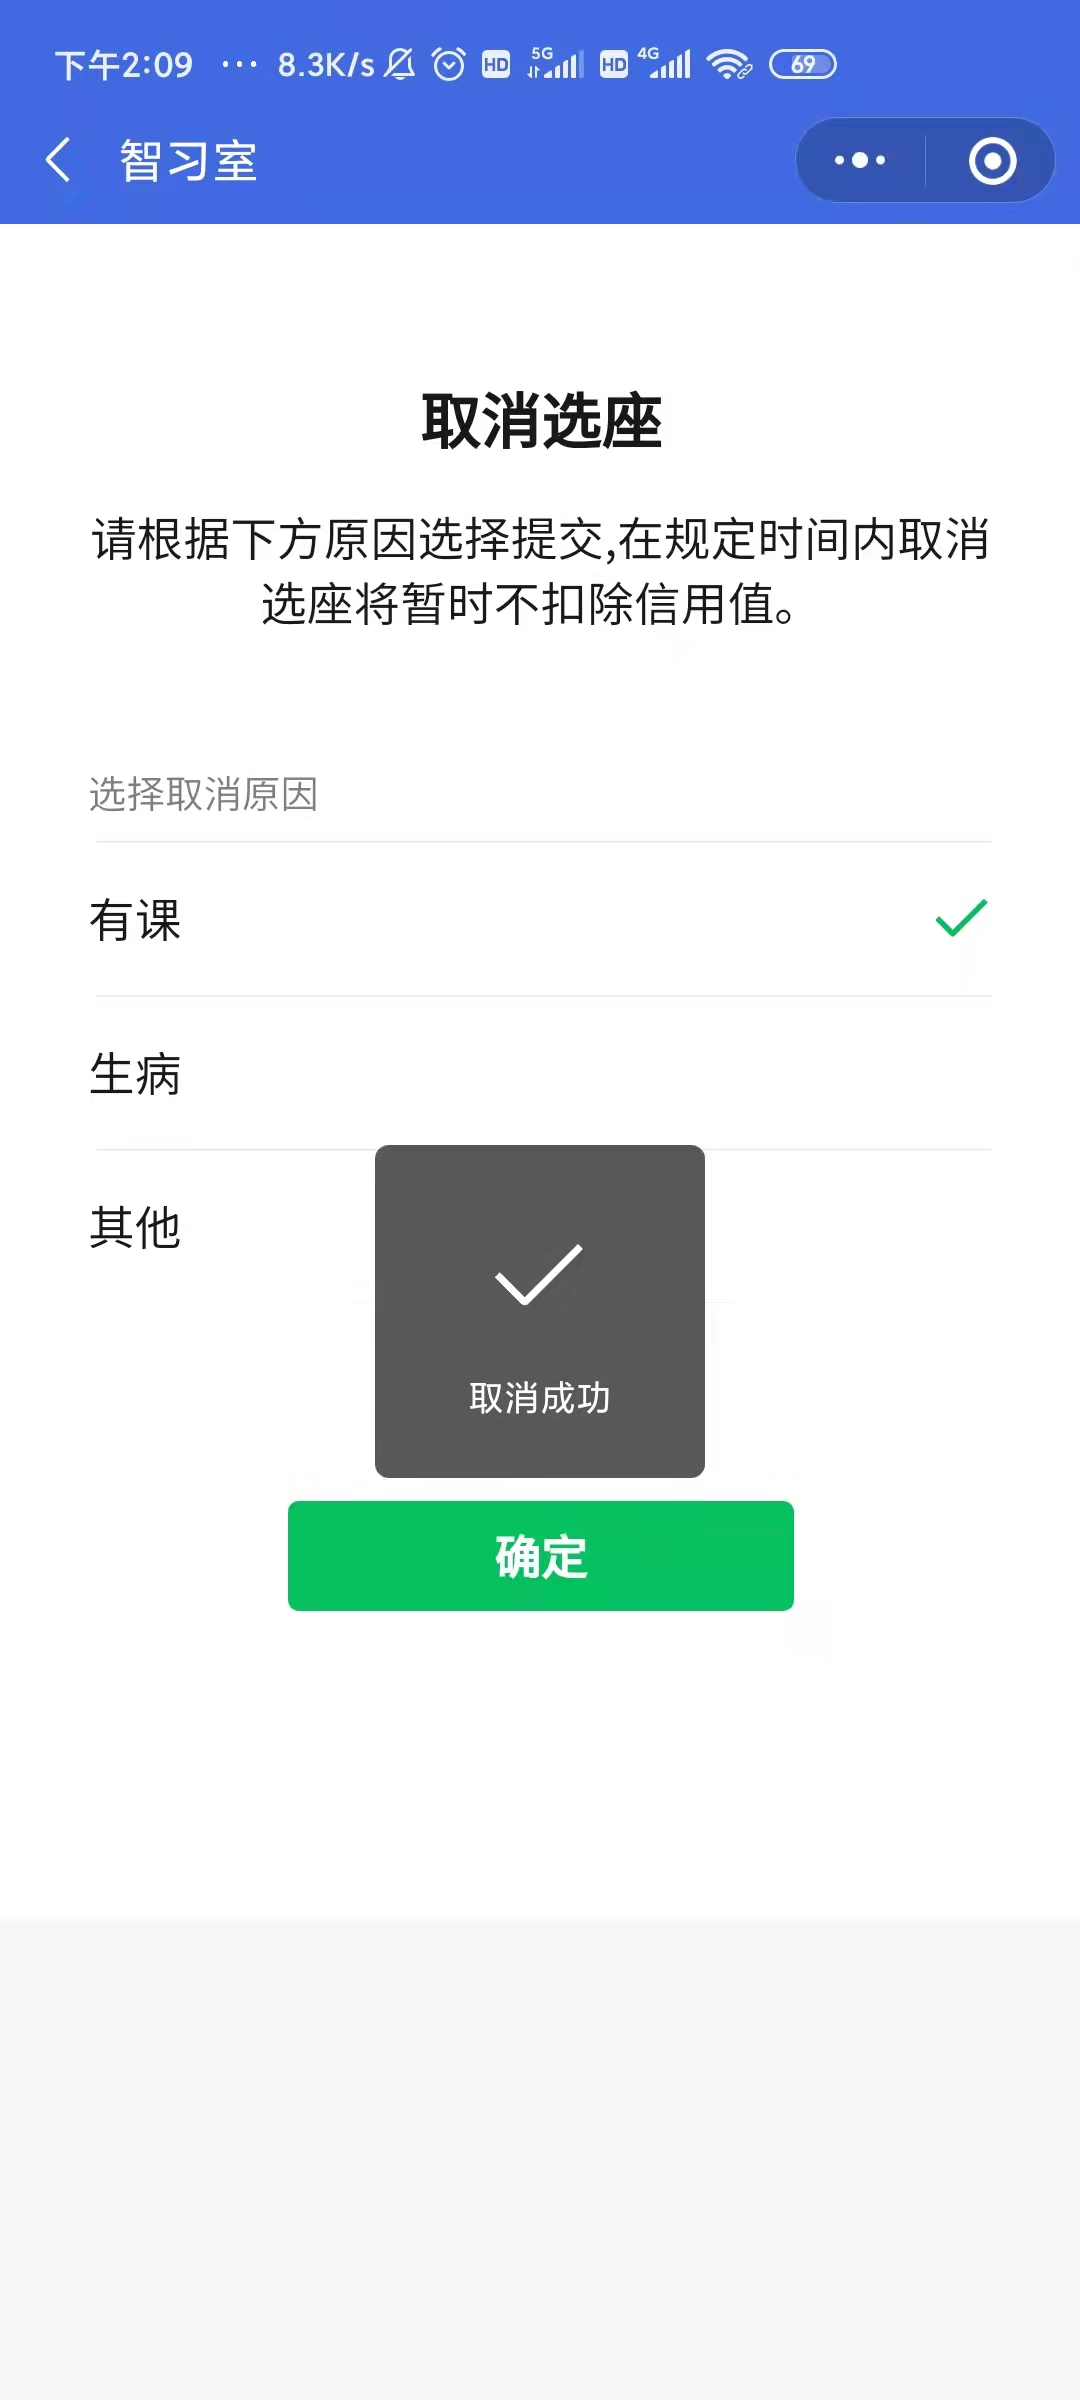 下午2:09 ··· 8.3K/s HD 5G HD 4G 69
智习室
取消选座
请根据下方原因选择提交,在规定时间内取消
选座将暂时不扣除信用值。
选择取消原因
有课
生病
其他
取消成功
确定